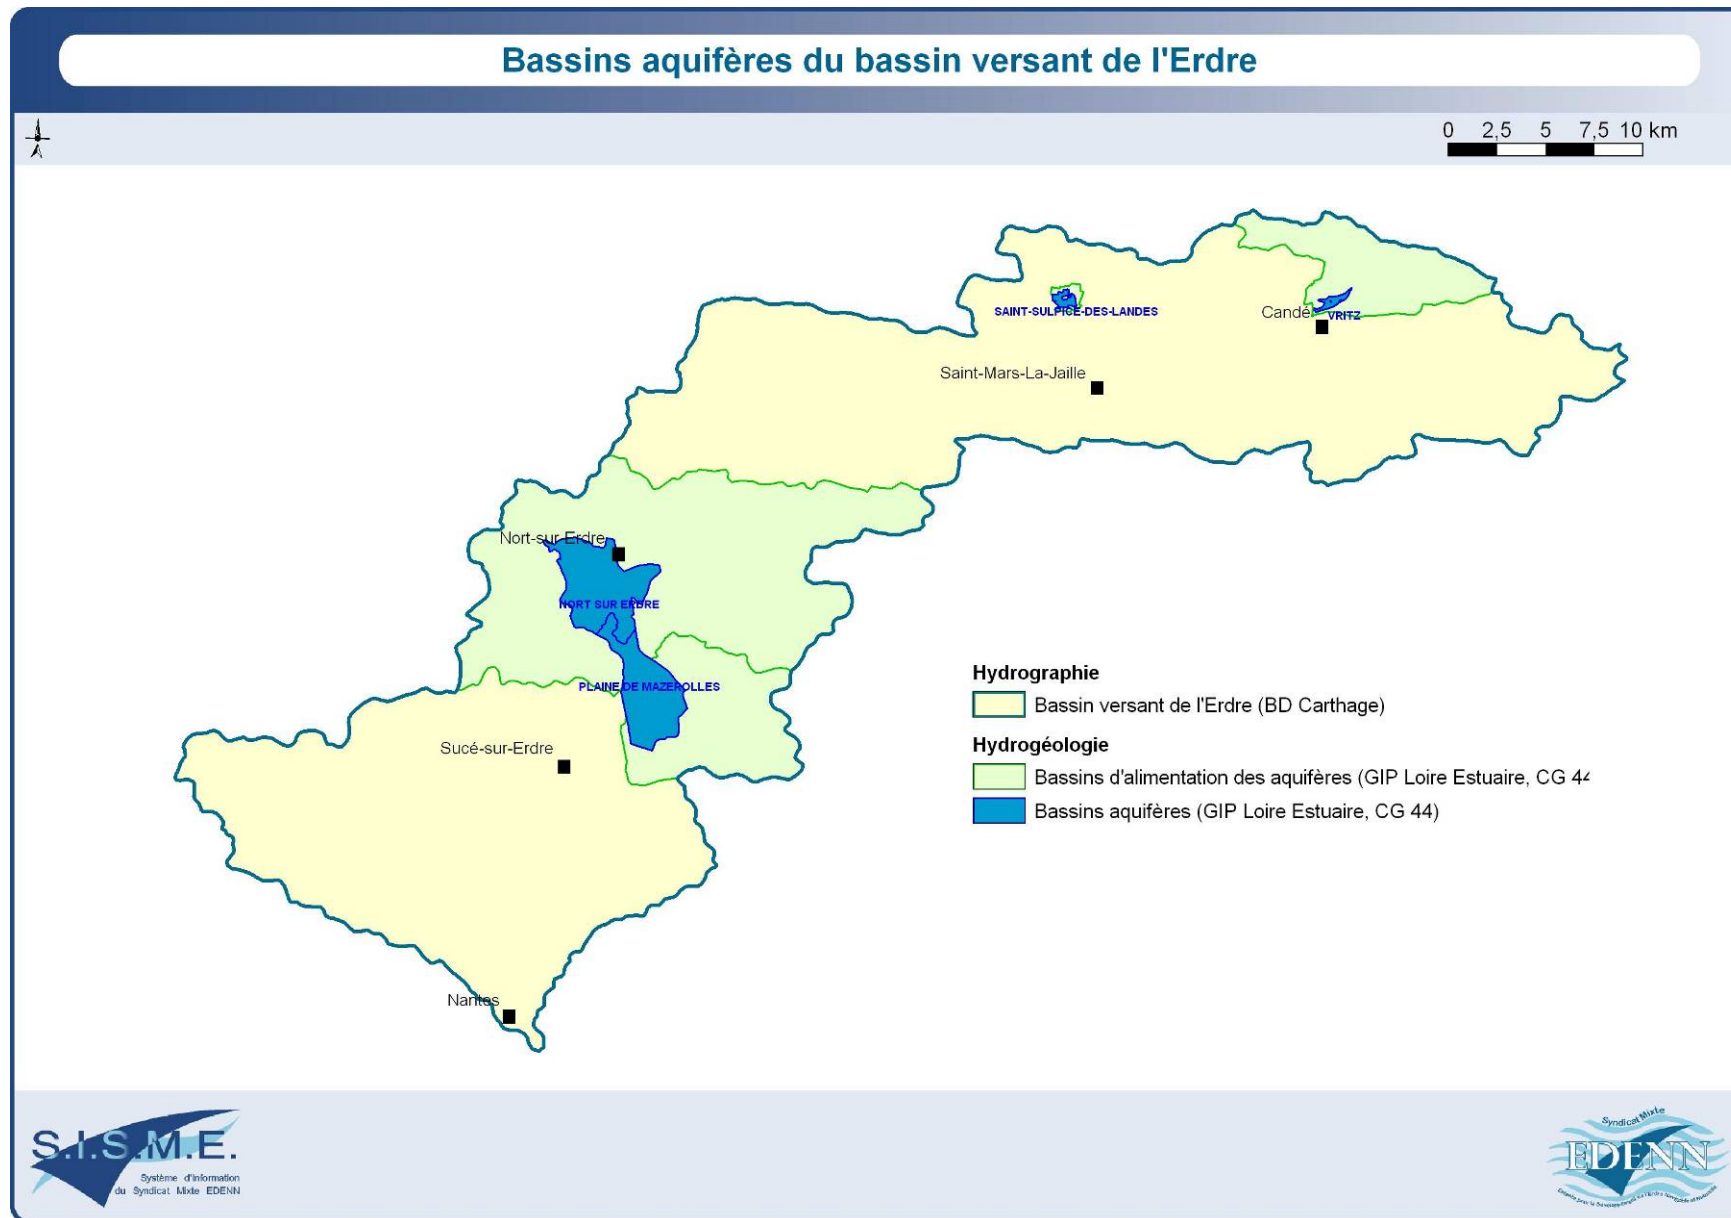 Bassins aquifères du bassin versant de l'Erdre
0 2,5 5 7,5 10 km
SAINT-SULPICE-DES-LANDES
Candé
VRITZ
Saint-Mars-La-Jaille
Nort-sur Erdre
NORT SUR ERDRE
PLAINE DE MAZEROLLES
Sucé-sur-Erdre
Nantes
Hydrographie
Bassin versant de l'Erdre (BD Carthage)
Hydrogéologie
Bassins d'alimentation des aquifères (GIP Loire Estuaire, CG 44
Bassins aquifères (GIP Loire Estuaire, CG 44)
S.I.S.M.E.
Système d'Information
du Syndicat Mixte EDENN
Syndicat Mixte
EDENN